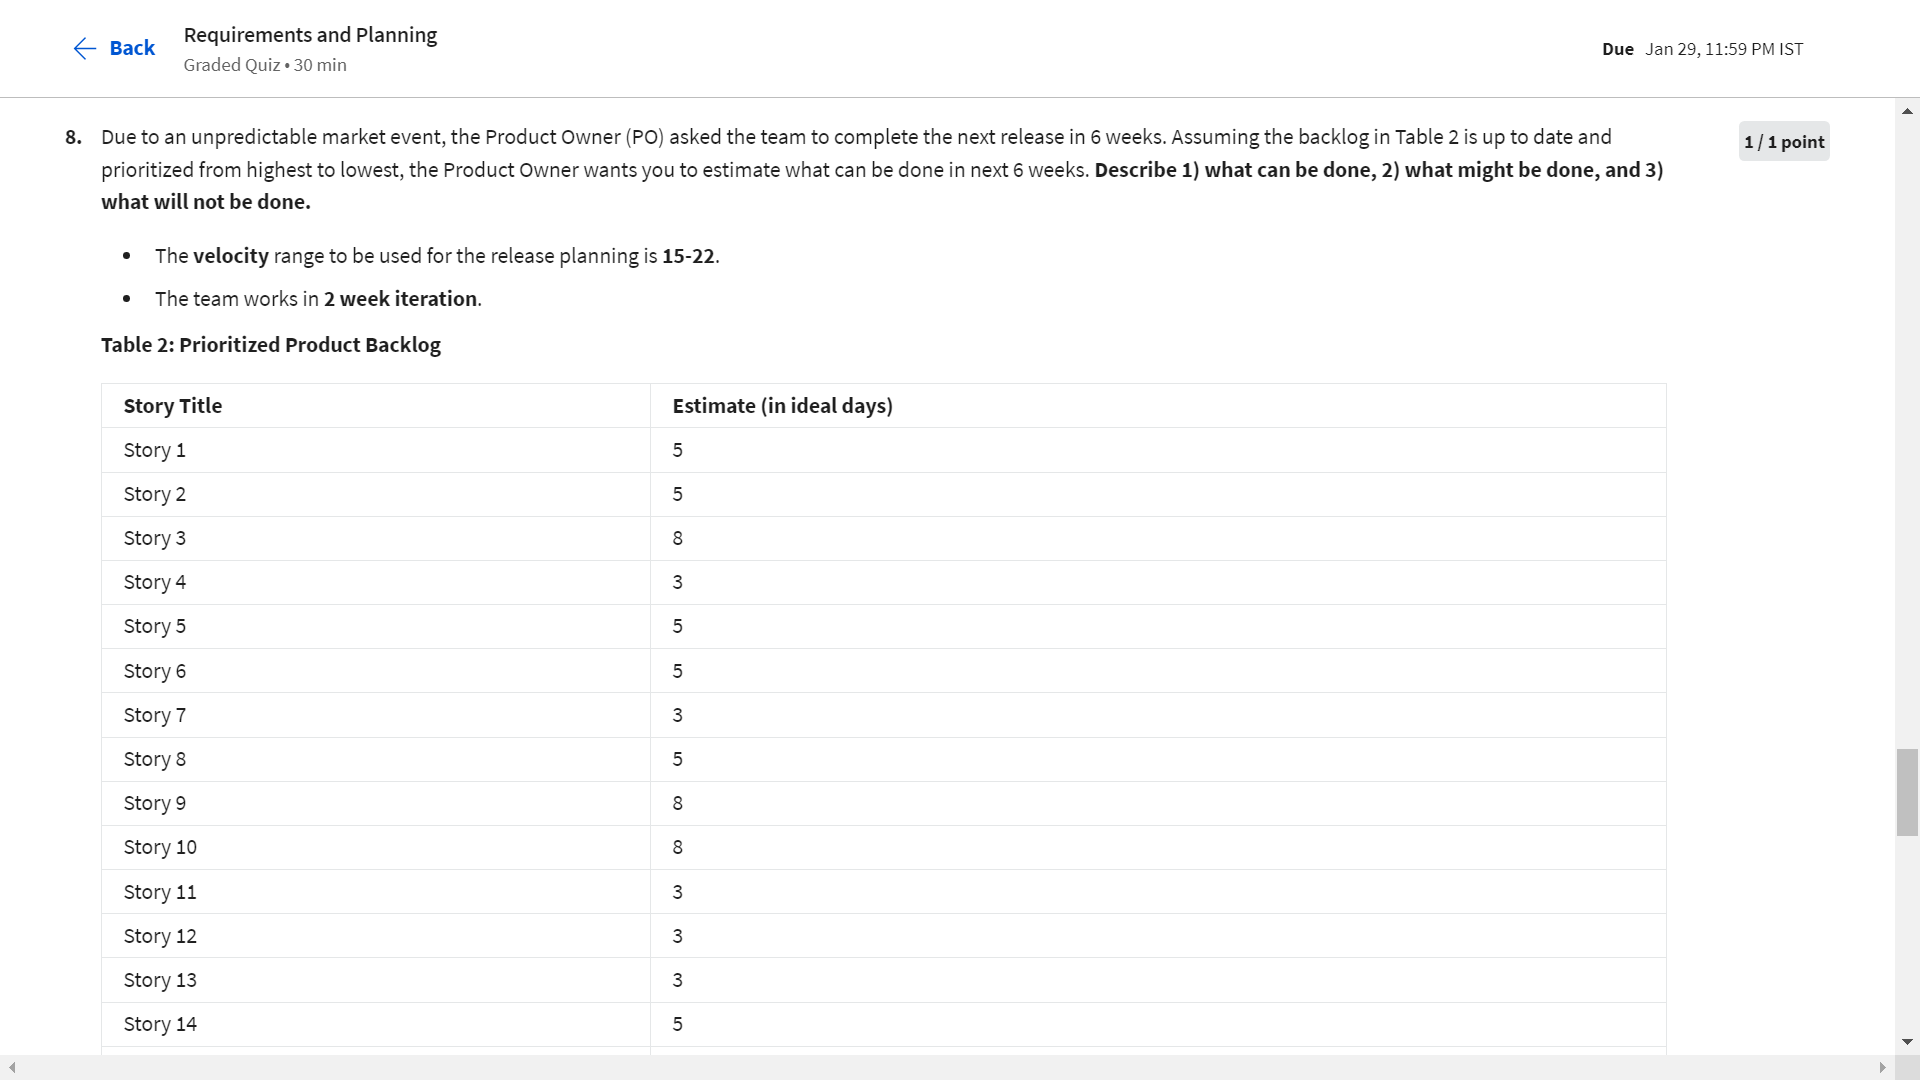 Back
Requirements and Planning
Graded Quiz • 30 min
Due Jan 29, 11:59 PM IST
8. Due to an unpredictable market event, the Product Owner (PO) asked the team to complete the next release in 6 weeks. Assuming the backlog in Table 2 is up to date and
1 / 1 point
prioritized from highest to lowest, the Product Owner wants you to estimate what can be done in next 6 weeks. Describe 1) what can be done, 2) what might be done, and 3)
what will not be done.
• The velocity range to be used for the release planning is 15-22.
• The team works in 2 week iteration.
Table 2: Prioritized Product Backlog
Story Title Estimate (in ideal days)
Story 1 5
Story 2 5
Story 3 8
Story 4 3
Story 5 5
Story 6 5
Story 7 3
Story 8 5
Story 9 8
Story 10 8
Story 11 3
Story 12 3
Story 13 3
Story 14 5